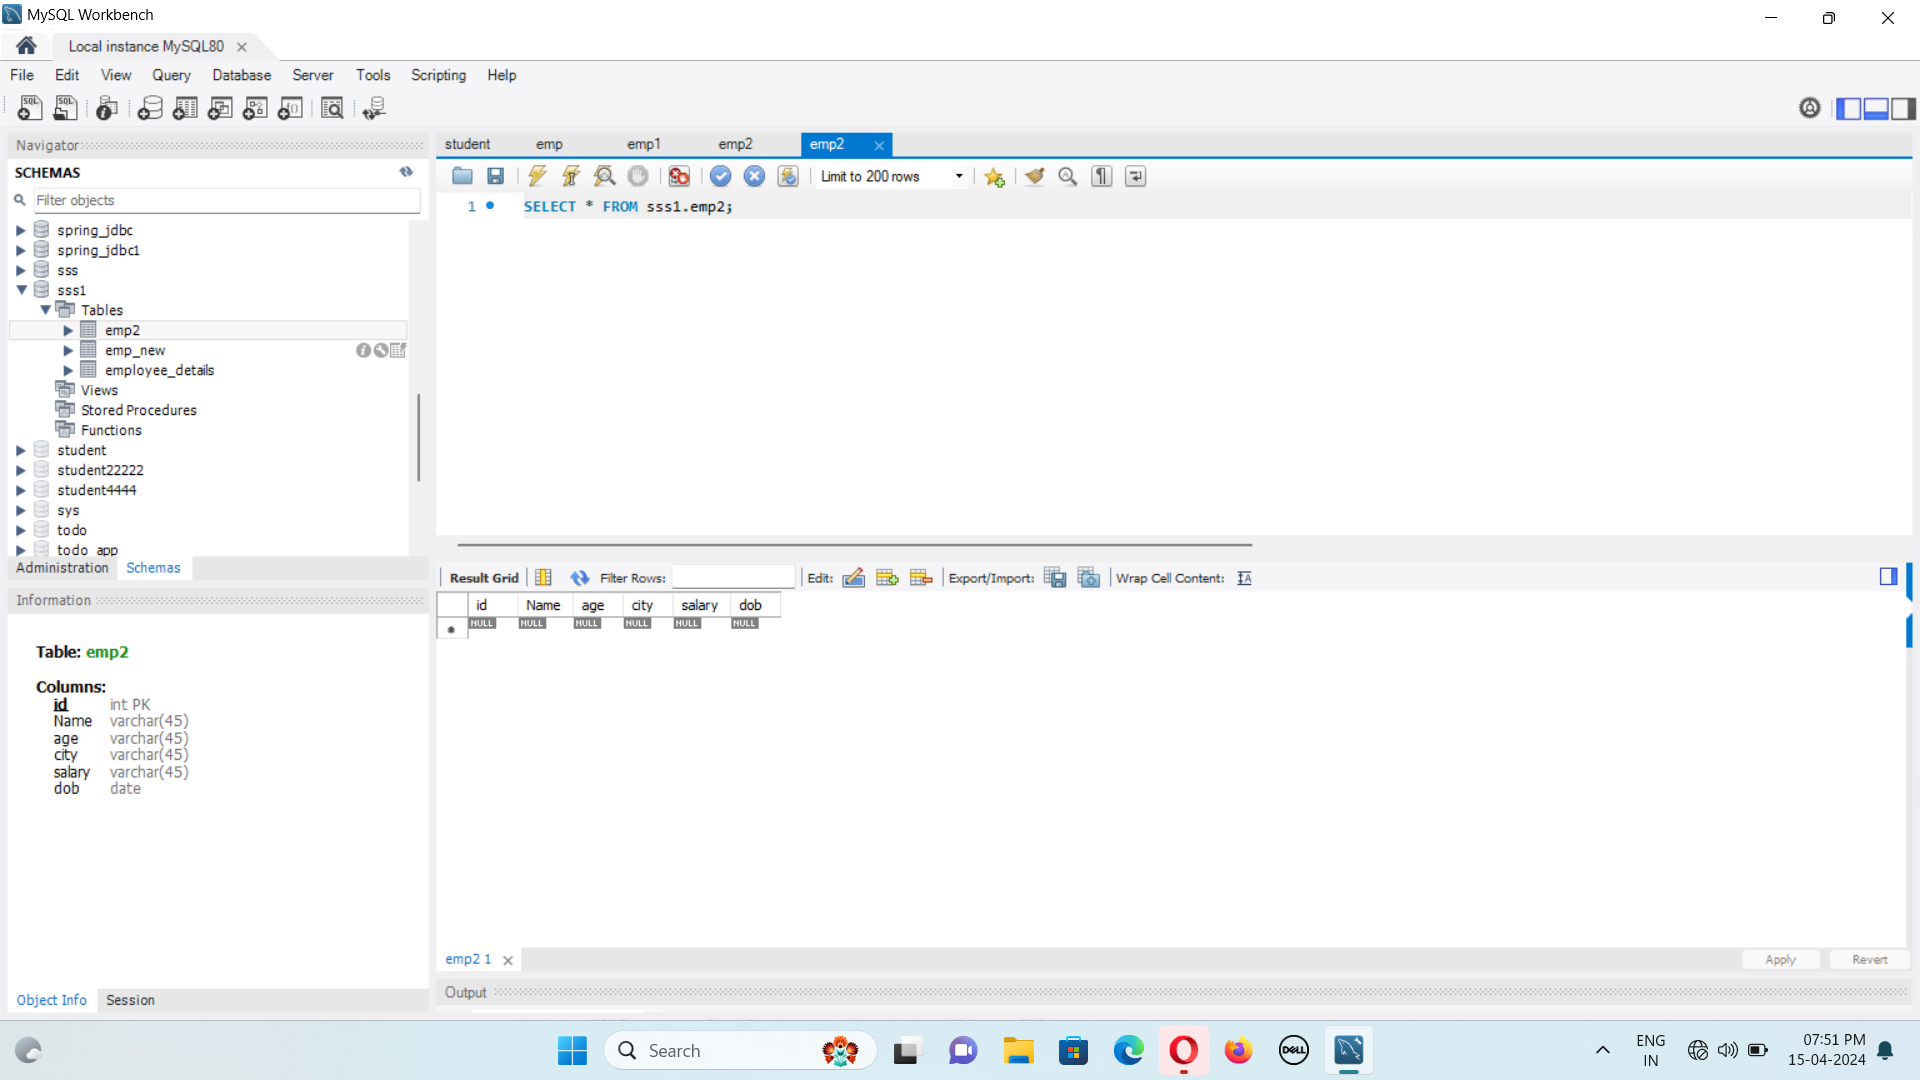 MySQL Workbench
Local instance MySQL80
File Edit View Query Database Server Tools Scripting Help
Navigator
SCHEMAS
Filter objects
spring_jdbc
spring_jdbc1
sss
sss1
Tables
emp2
emp_new
employee_details
Views
Stored Procedures
Functions
student
student22222
student4444
sys
todo
todo_app
Administration Schemas
Information
Table: emp2
Columns:
id int PK
Name varchar(45)
age varchar(45)
city varchar(45)
salary varchar(45)
dob date
Object Info Session
student emp emp1 emp2 emp2
Limit to 200 rows
1 SELECT * FROM sss1.emp2;
Result Grid Filter Rows: Edit: Export/Import: Wrap Cell Content:
id Name age city salary dob
NULL NULL NULL NULL NULL NULL
emp2 1 Apply Revert
Output
Search
DELL
ENG
IN
07:51 PM
15-04-2024